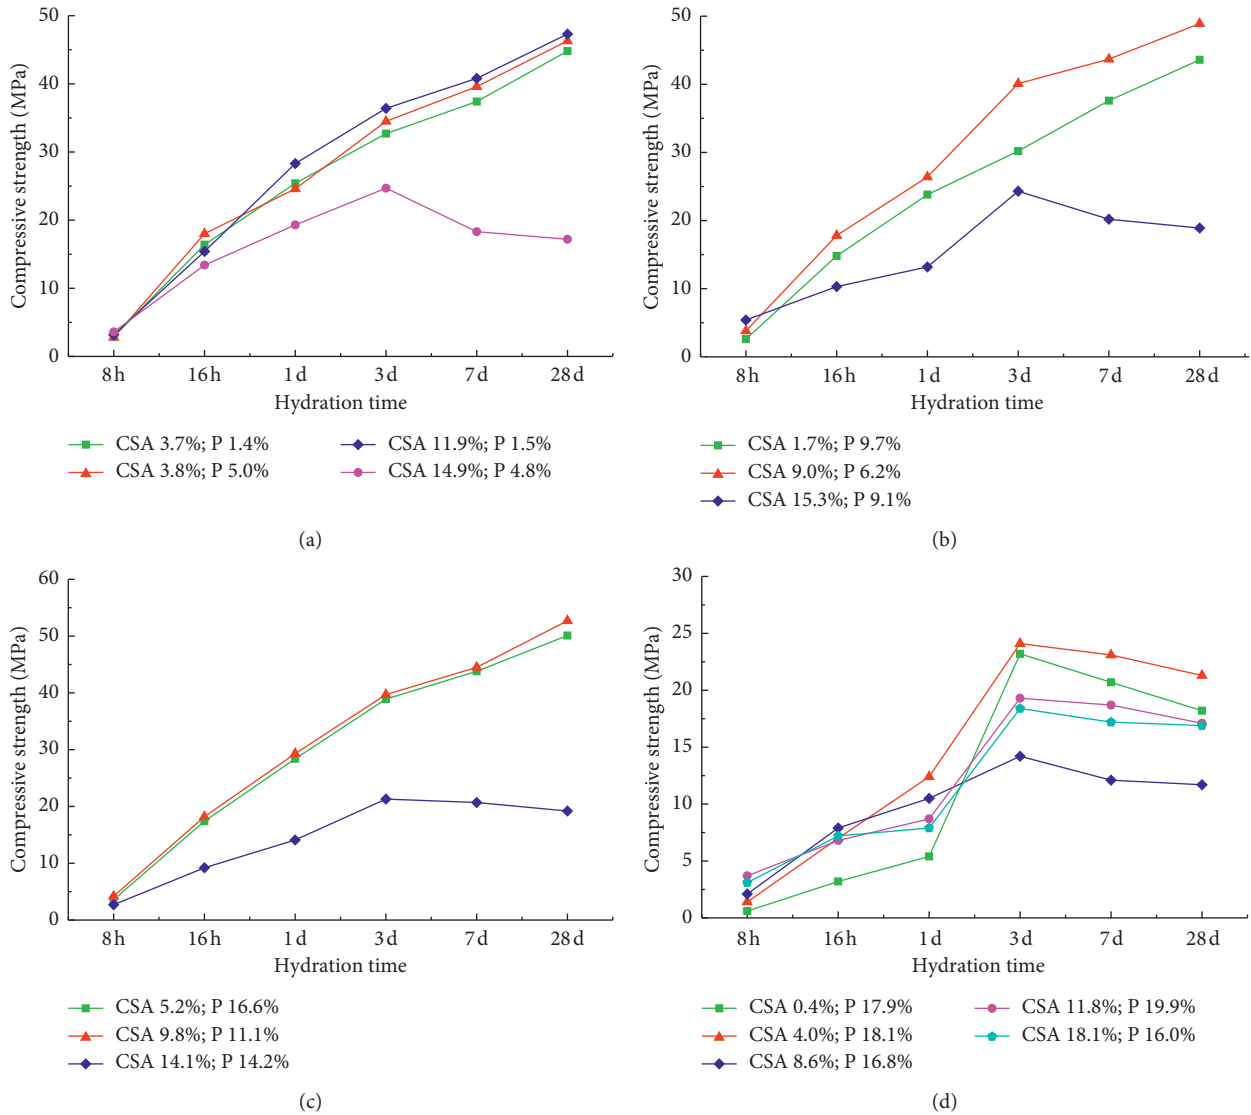 50
40
30
20
10
0
Compressive strength (MPa)
8 h 16 h 1 d 3 d 7 d 28 d
Hydration time
CSA 3.7%; P 1.4% CSA 11.9%; P 1.5%
CSA 3.8%; P 5.0% CSA 14.9%; P 4.8%
(a)
50
40
30
20
10
0
Compressive strength (MPa)
8 h 16 h 1 d 3 d 7 d 28 d
Hydration time
CSA 1.7%; P 9.7%
CSA 9.0%; P 6.2%
CSA 15.3%; P 9.1%
(b)
60
50
40
30
20
10
0
Compressive strength (MPa)
8 h 16 h 1 d 3 d 7 d 28 d
Hydration time
CSA 5.2%; P 16.6%
CSA 9.8%; P 11.1%
CSA 14.1%; P 14.2%
(c)
30
25
20
15
10
5
0
Compressive strength (MPa)
8 h 16 h 1 d 3 d 7 d 28 d
Hydration time
CSA 0.4%; P 17.9% CSA 11.8%; P 19.9%
CSA 4.0%; P 18.1% CSA 18.1%; P 16.0%
CSA 8.6%; P 16.8%
(d)